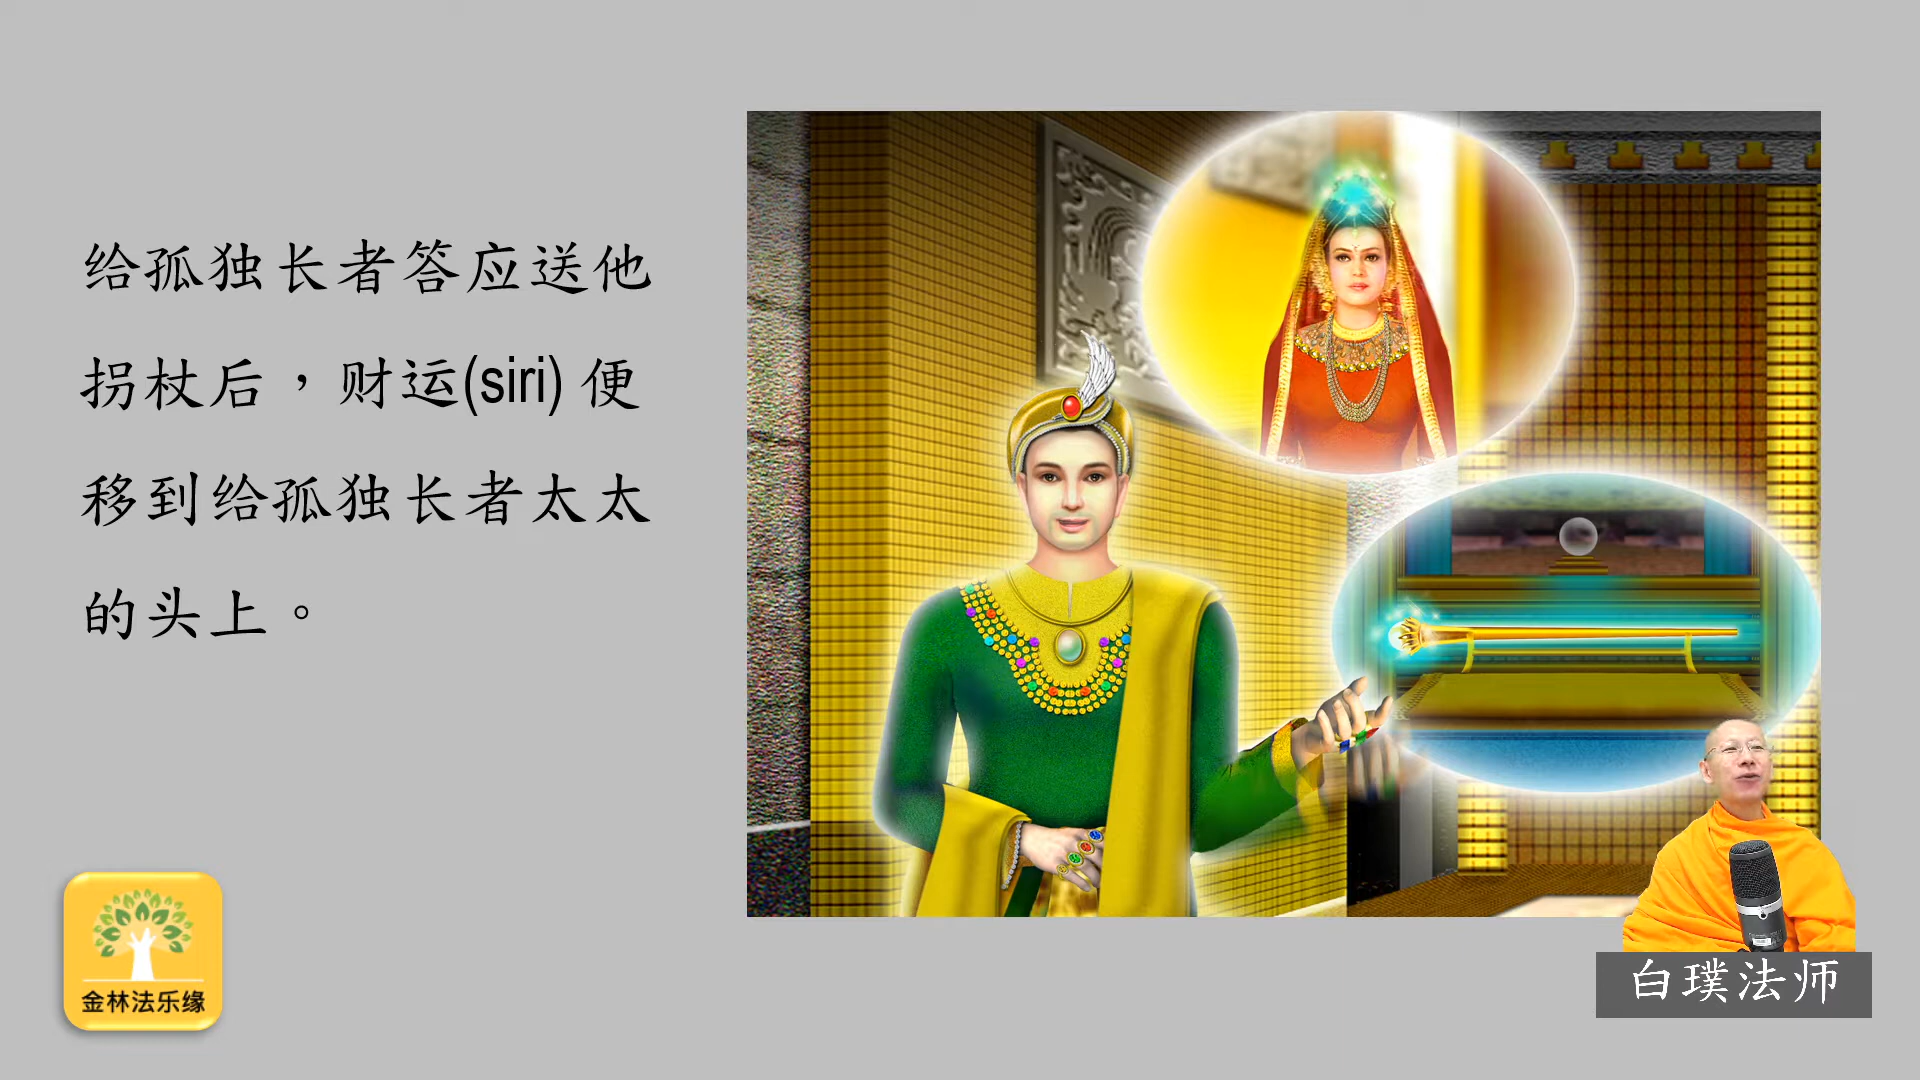 给孤独长者答应送他
拐杖后，财运(siri) 便
移到给孤独长者太太
的头上。
金林法乐缘
白璞法师